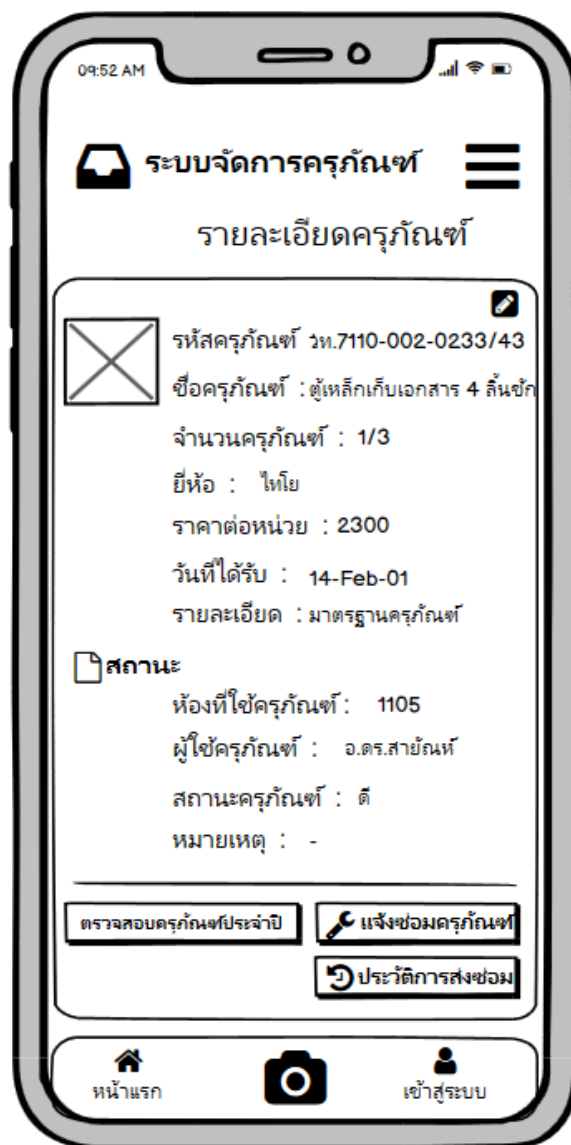 09:52 AM
ระบบจัดการครุภัณฑ์
รายละเอียดครุภัณฑ์
รหัสครุภัณฑ์ วท.7110-002-0233/43
ชื่อครุภัณฑ์ : ตู้เหล็กเก็บเอกสาร 4 ลิ้นชัก
จำนวนครุภัณฑ์ : 1/3
ยี่ห้อ : ไทโย
ราคาต่อหน่วย : 2300
วันที่ได้รับ : 14-Feb-01
รายละเอียด : มาตรฐานครุภัณฑ์
สถานะ
ห้องที่ใช้ครุภัณฑ์ : 1105
ผู้ใช้ครุภัณฑ์ : อ.ดร.สายัณห์
สถานะครุภัณฑ์ : ดี
หมายเหตุ : -
ตรวจสอบครุภัณฑ์ประจำปี แจ้งซ่อมครุภัณฑ์
ประวัติการส่งซ่อม
หน้าแรก เข้าสู่ระบบ